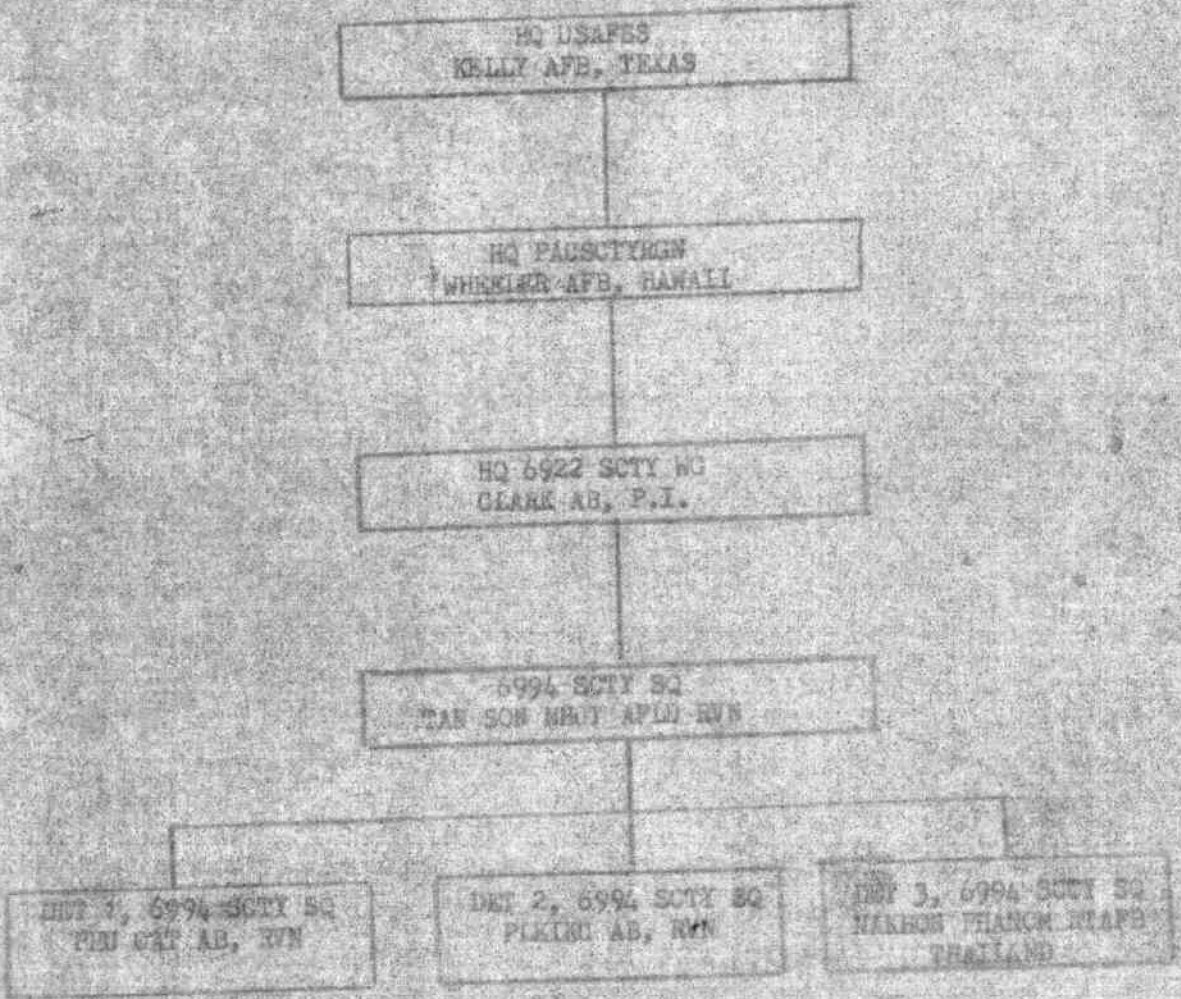 HQ USAFSS
KELLY AFB, TEXAS
HQ PACSCTYRGN
WHEELER AFB, HAWAII
HQ 6922 SCTY WG
CLARK AB, P.I.
6994 SCTY SQ
TAN SON NHUT AFLD RVN
DET 1, 6994 SCTY SQ
PHU CAT AB, RVN
DET 2, 6994 SCTY SQ
PLEIKU AB, RVN
DET 3, 6994 SCTY SQ
NAKHON PHANOM RTAFB
THAILAND